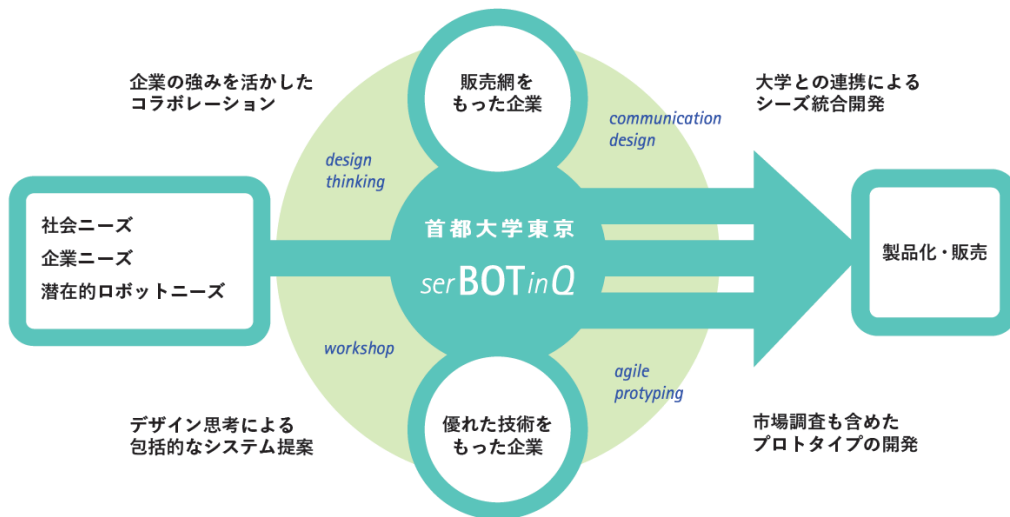 企業の強みを活かした
コラボレーション
販売網を
もった企業
大学との連携による
シーズ統合開発
communication
design
design
thinking
社会ニーズ
企業ニーズ
潜在的ロボットニーズ
首都大学東京
serBOTinQ
製品化・販売
workshop
agile
protyping
デザイン思考による
包括的なシステム提案
優れた技術を
もった企業
市場調査も含めた
プロトタイプの開発